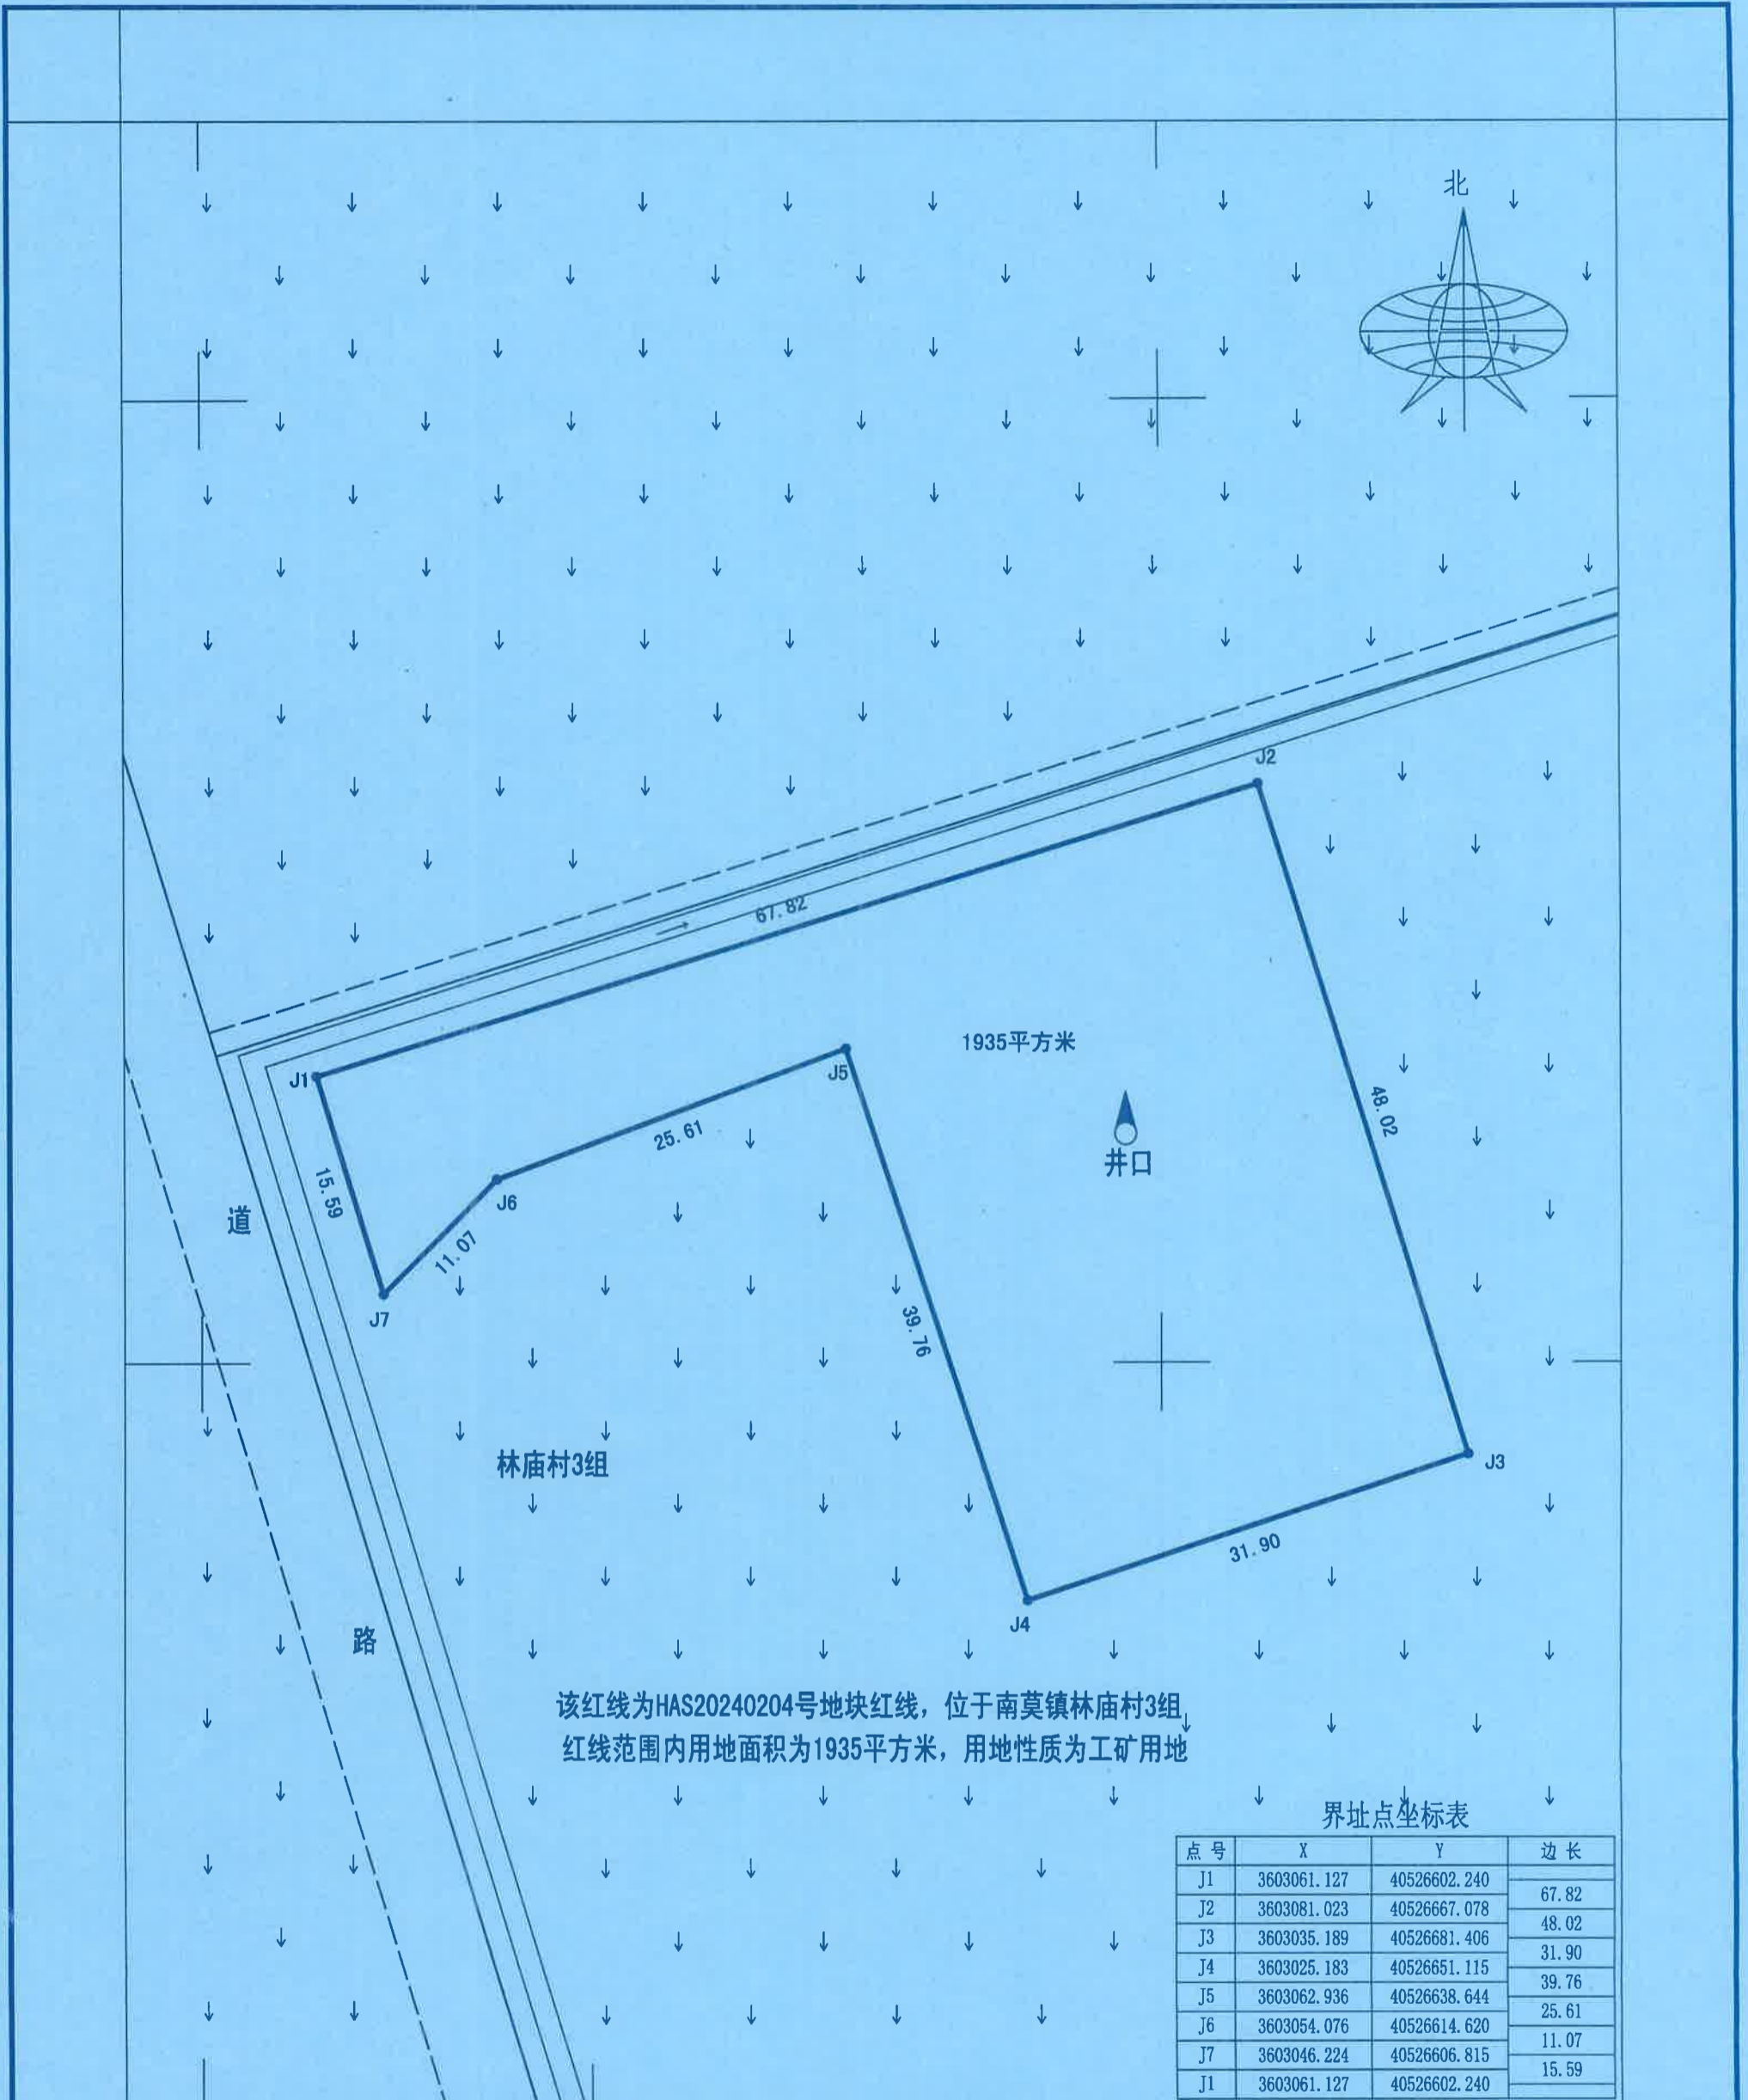 北
J2
67.82
1935平方米
J5
J1
48.02
25.61
井口
15.59
J6
道
11.07
J7
39.76
林庙村3组
J3
31.90
J4
路
该红线为HAS20240204号地块红线，位于南莫镇林庙村3组
红线范围内用地面积为1935平方米，用地性质为工矿用地
界址点坐标表
点号 X Y 边长
J1 3603061.127 40526602.240
67.82
J2 3603081.023 40526667.078
48.02
J3 3603035.189 40526681.406
31.90
J4 3603025.183 40526651.115
39.76
J5 3603062.936 40526638.644
25.61
J6 3603054.076 40526614.620
11.07
J7 3603046.224 40526606.815
15.59
J1 3603061.127 40526602.240